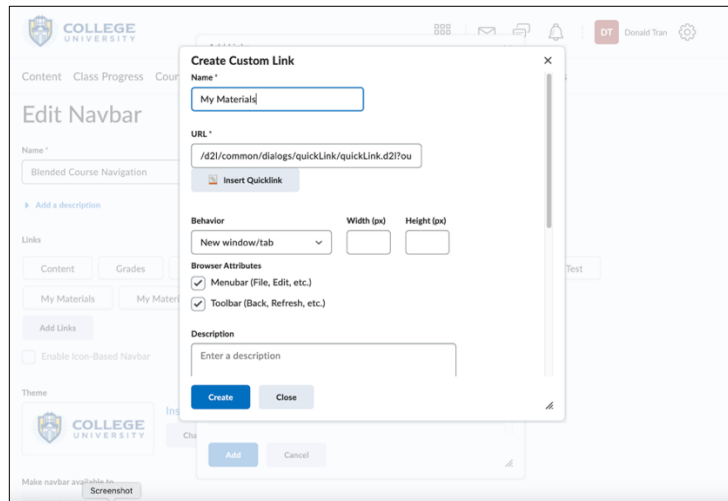 COLLEGE
UNIVERSITY
DT Donald Tran
Content Class Progress Cour
Edit Navbar
Name *
Blended Course Navigation
Add a description
Links
Content Grades Test
My Materials My Materi
Add Links
Enable Icon-Based Navbar
Theme
COLLEGE
UNIVERSITY
Ins
Cha
Make navbar available to
Screenshot
Create Custom Link
Name *
My Materials
URL *
/d2l/common/dialogs/quickLink/quickLink.d2l?ou
Insert Quicklink
Behavior Width (px) Height (px)
New window/tab
Browser Attributes
Menubar (File, Edit, etc.)
Toolbar (Back, Refresh, etc.)
Description
Enter a description
Create Close
Add Cancel